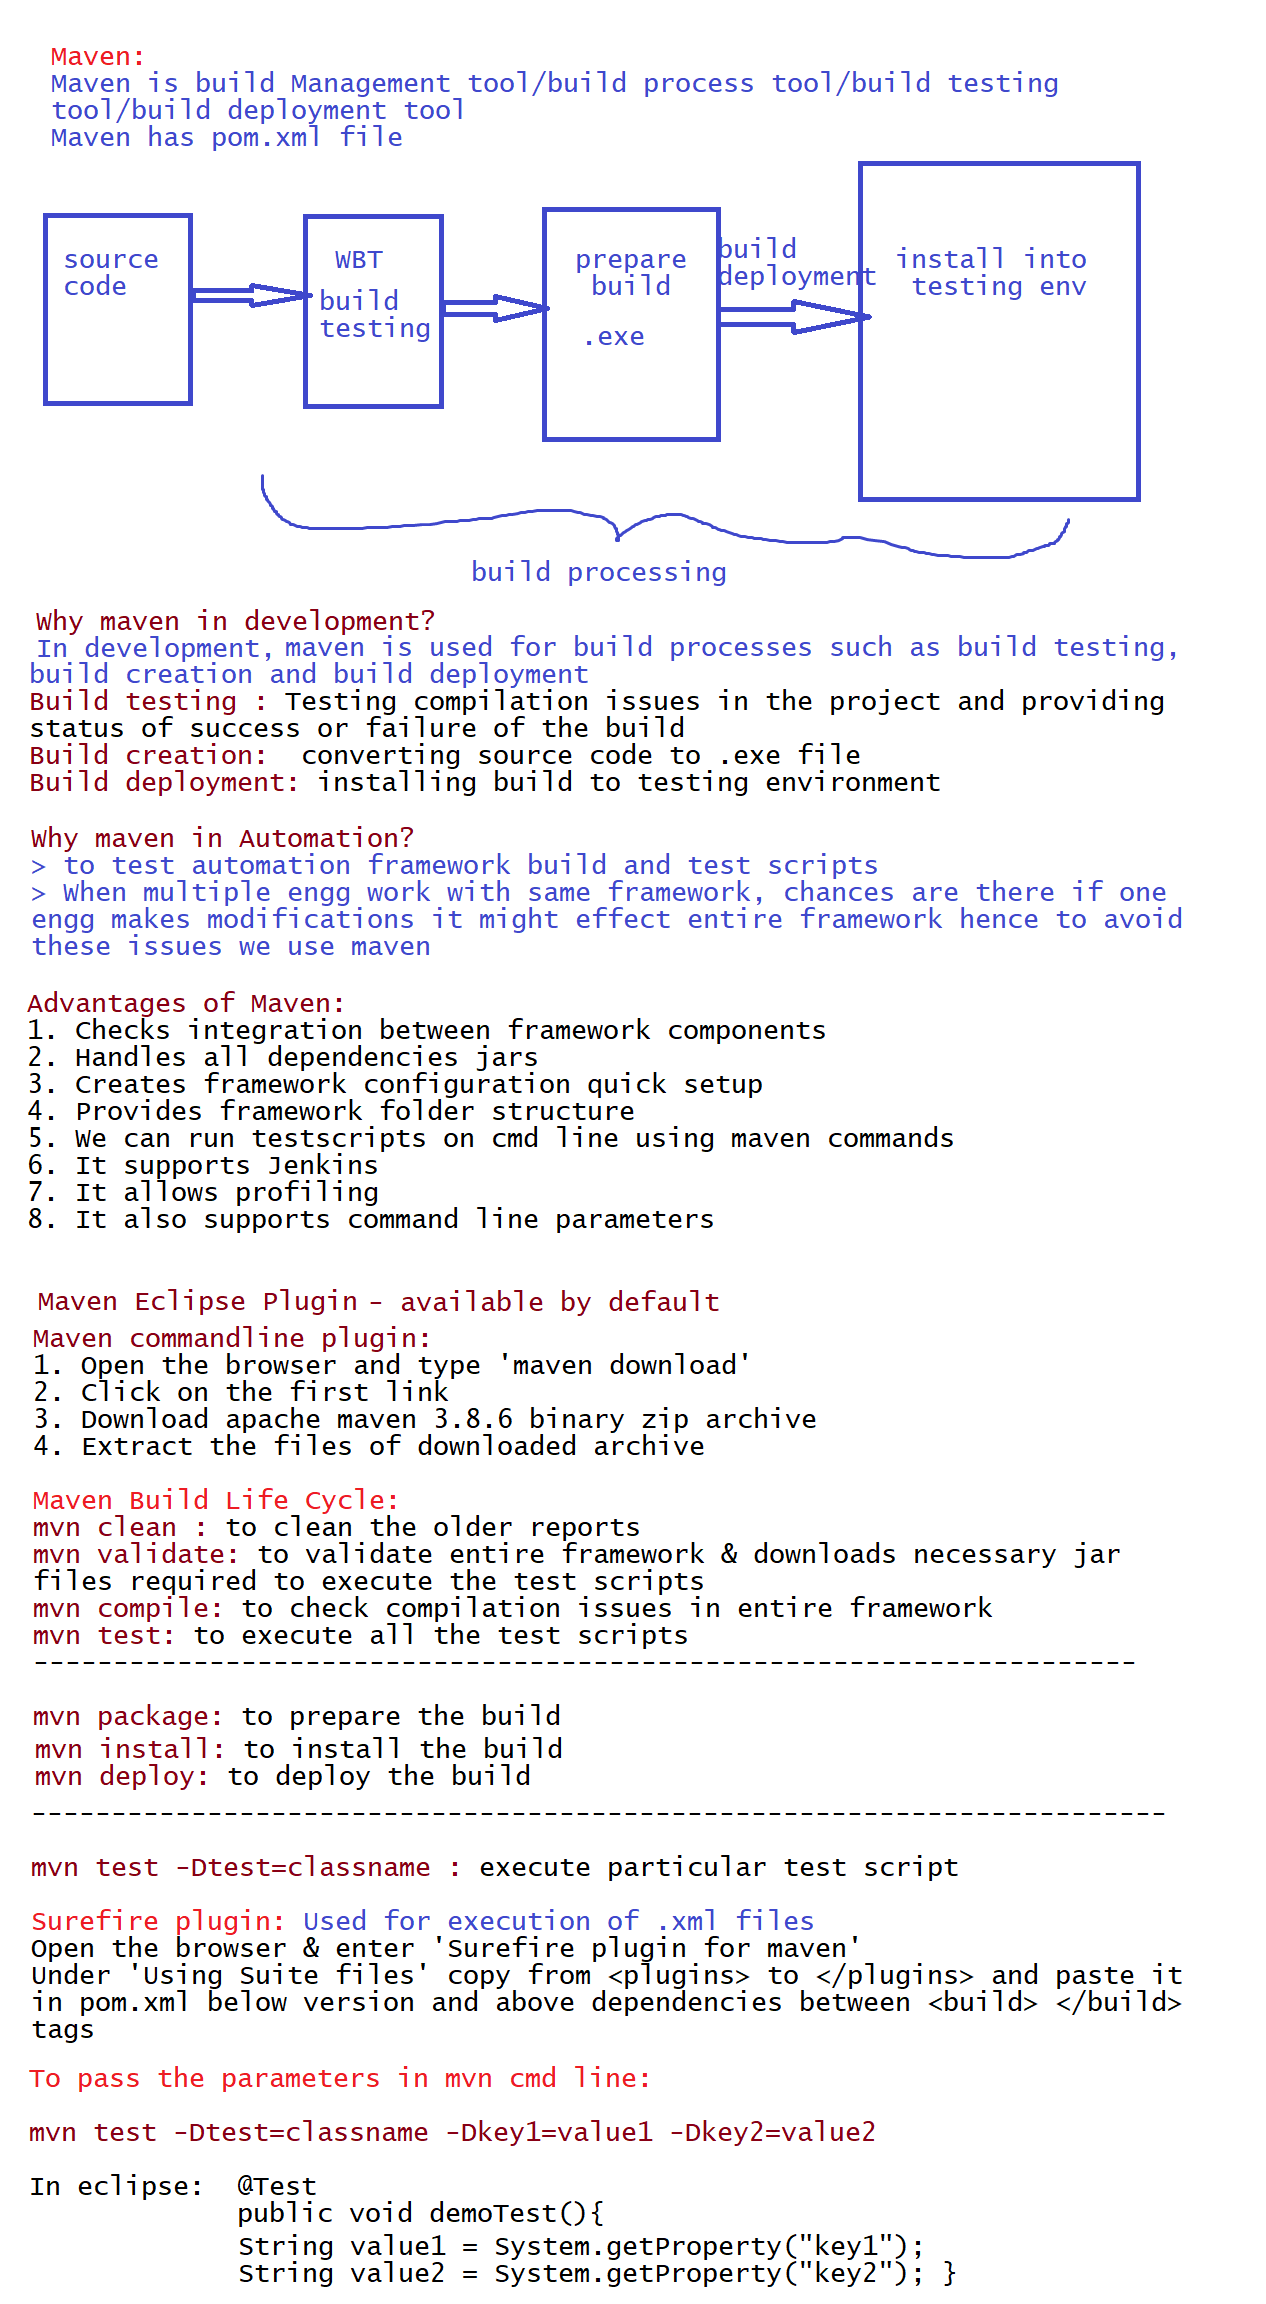 Maven:
Maven is build Management tool/build process tool/build testing
tool/build deployment tool
Maven has pom.xml file
source
code
WBT
build
testing
prepare
build
.exe
build
deployment
install into
testing env
build processing
Why maven in development?
In development, maven is used for build processes such as build testing,
build creation and build deployment
Build testing : Testing compilation issues in the project and providing
status of success or failure of the build
Build creation:  converting source code to .exe file
Build deployment: installing build to testing environment
Why maven in Automation?
> to test automation framework build and test scripts
> When multiple engg work with same framework, chances are there if one
engg makes modifications it might effect entire framework hence to avoid
these issues we use maven
Advantages of Maven:
1. Checks integration between framework components
2. Handles all dependencies jars
3. Creates framework configuration quick setup
4. Provides framework folder structure
5. We can run testscripts on cmd line using maven commands
6. It supports Jenkins
7. It allows profiling
8. It also supports command line parameters
Maven Eclipse Plugin - available by default
Maven commandline plugin:
1. Open the browser and type 'maven download'
2. Click on the first link
3. Download apache maven 3.8.6 binary zip archive
4. Extract the files of downloaded archive
Maven Build Life Cycle:
mvn clean : to clean the older reports
mvn validate: to validate entire framework & downloads necessary jar
files required to execute the test scripts
mvn compile: to check compilation issues in entire framework
mvn test: to execute all the test scripts
---------------------------------------------------------------------
mvn package: to prepare the build
mvn install: to install the build
mvn deploy: to deploy the build
-----------------------------------------------------------------------
mvn test -Dtest=classname : execute particular test script
Surefire plugin: Used for execution of .xml files
Open the browser & enter 'Surefire plugin for maven'
Under 'Using Suite files' copy from <plugins> to </plugins> and paste it
in pom.xml below version and above dependencies between <build> </build>
tags
To pass the parameters in mvn cmd line:
mvn test -Dtest=classname -Dkey1=value1 -Dkey2=value2
In eclipse:  @Test
public void demoTest(){
String value1 = System.getProperty("key1");
String value2 = System.getProperty("key2"); }